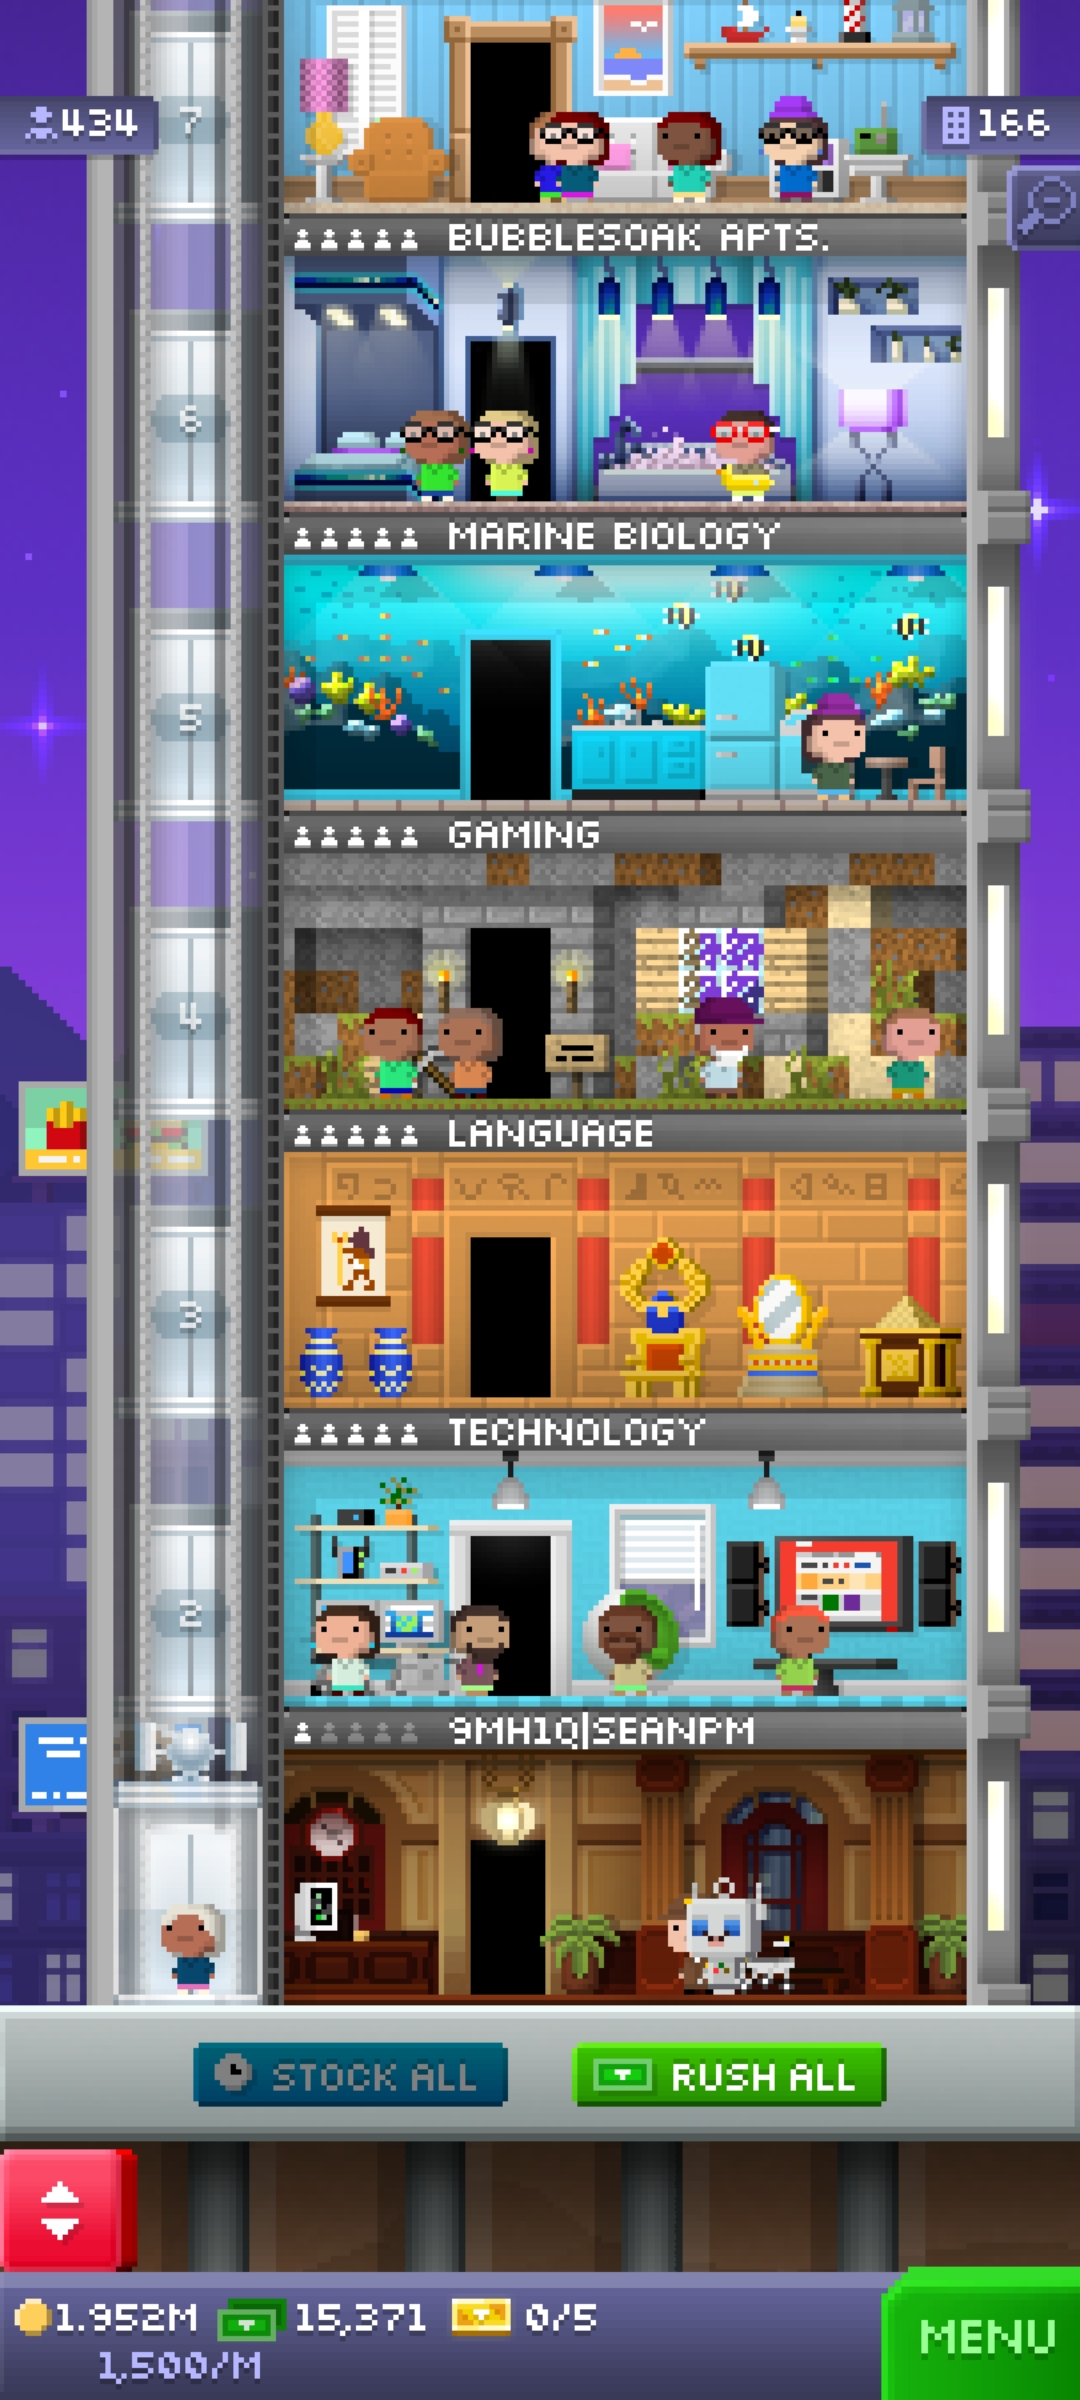 7
434
166
BUBBLESOAK APTS.
6
MARINE BIOLOGY
5
GAMING
4
LANGUAGE
3
TECHNOLOGY
2
9MH1Q|SEANPM
STOCK ALL
RUSH ALL
1.952M
15,371
0/5
1,500/M
MENU